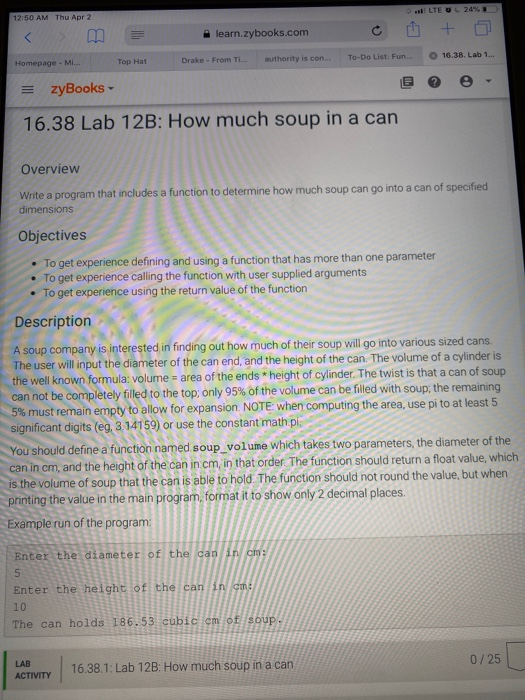 12:50 AM Thu Apr 2
LTE 24%
learn.zybooks.com
Homepage - Mi...
Top Hat
Drake - From Ti...
authority is con...
To-Do List: Fun...
16.38. Lab 1...
zyBooks
16.38 Lab 12B: How much soup in a can
Overview
Write a program that includes a function to determine how much soup can go into a can of specified
dimensions
Objectives
• To get experience defining and using a function that has more than one parameter
• To get experience calling the function with user supplied arguments
• To get experience using the return value of the function
Description
A soup company is interested in finding out how much of their soup will go into various sized cans.
The user will input the diameter of the can end, and the height of the can. The volume of a cylinder is
the well known formula: volume = area of the ends * height of cylinder. The twist is that a can of soup
can not be completely filled to the top; only 95% of the volume can be filled with soup; the remaining
5% must remain empty to allow for expansion. NOTE: when computing the area, use pi to at least 5
significant digits (eg, 3.14159) or use the constant math.pi.
You should define a function named soup_volume which takes two parameters, the diameter of the
can in cm, and the height of the can in cm, in that order. The function should return a float value, which
is the volume of soup that the can is able to hold. The function should not round the value, but when
printing the value in the main program, format it to show only 2 decimal places.
Example run of the program:
Enter the diameter of the can in cm:
5
Enter the height of the can in cm:
10
The can holds 186.53 cubic cm of soup.
LAB
ACTIVITY
16.38.1: Lab 12B: How much soup in a can
0 / 25